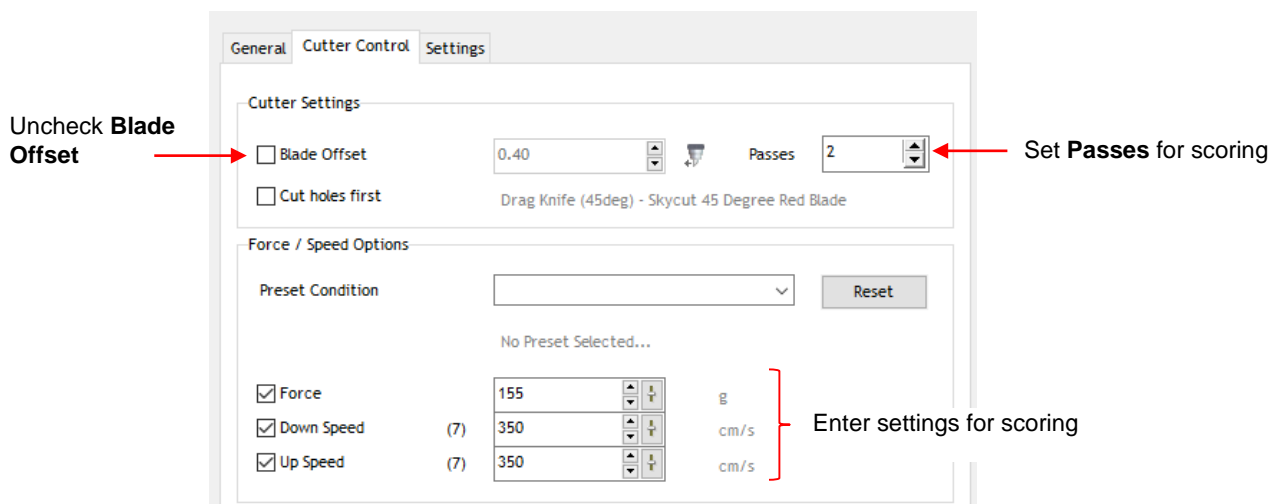 General Cutter Control Settings
Cutter Settings
Uncheck Blade
Offset
Blade Offset 0.40 Passes 2
Set Passes for scoring
Cut holes first Drag Knife (45deg) - Skycut 45 Degree Red Blade
Force / Speed Options
Preset Condition Reset
No Preset Selected...
Force 155 g
Down Speed (7) 350 cm/s
Enter settings for scoring
Up Speed (7) 350 cm/s